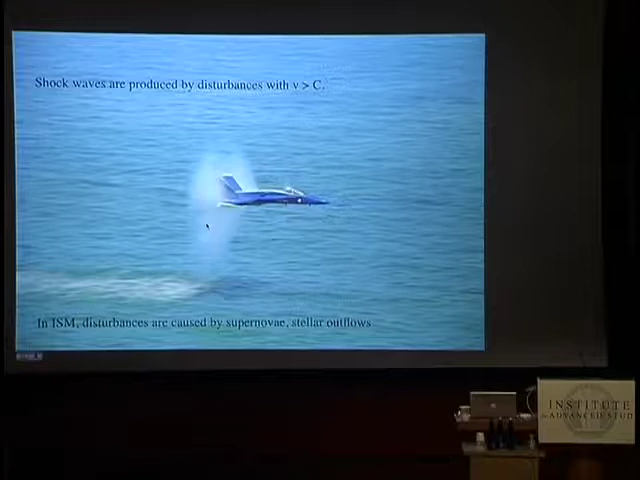 Shock waves are produced by disturbances with v > C.
In ISM, disturbances are caused by supernovae, stellar outflows
INSTITUTE
ADVANCED STUD